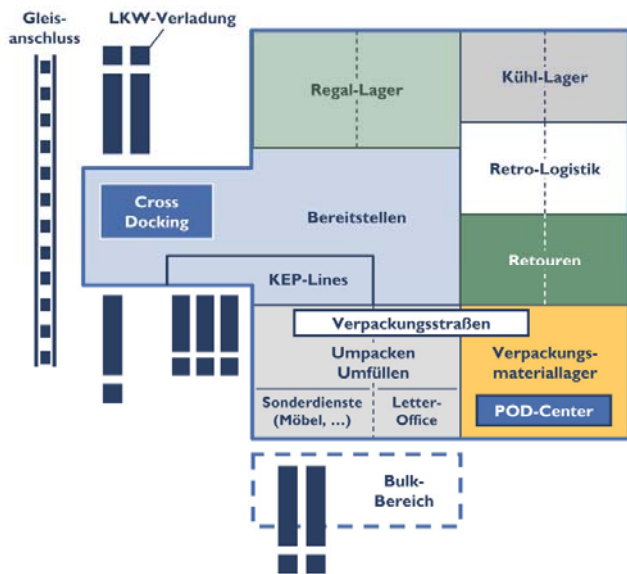 Gleis-
anschluss
LKW-Verladung
Regal-Lager
Kühl-Lager
Retro-Logistik
Cross
Docking
Bereitstellen
Retouren
KEP-Lines
Verpackungsstraßen
Umpacken
Umfüllen
Verpackungs-
materiallager
Sonderdienste
(Möbel, ...)
Letter-
Office
POD-Center
Bulk-
Bereich